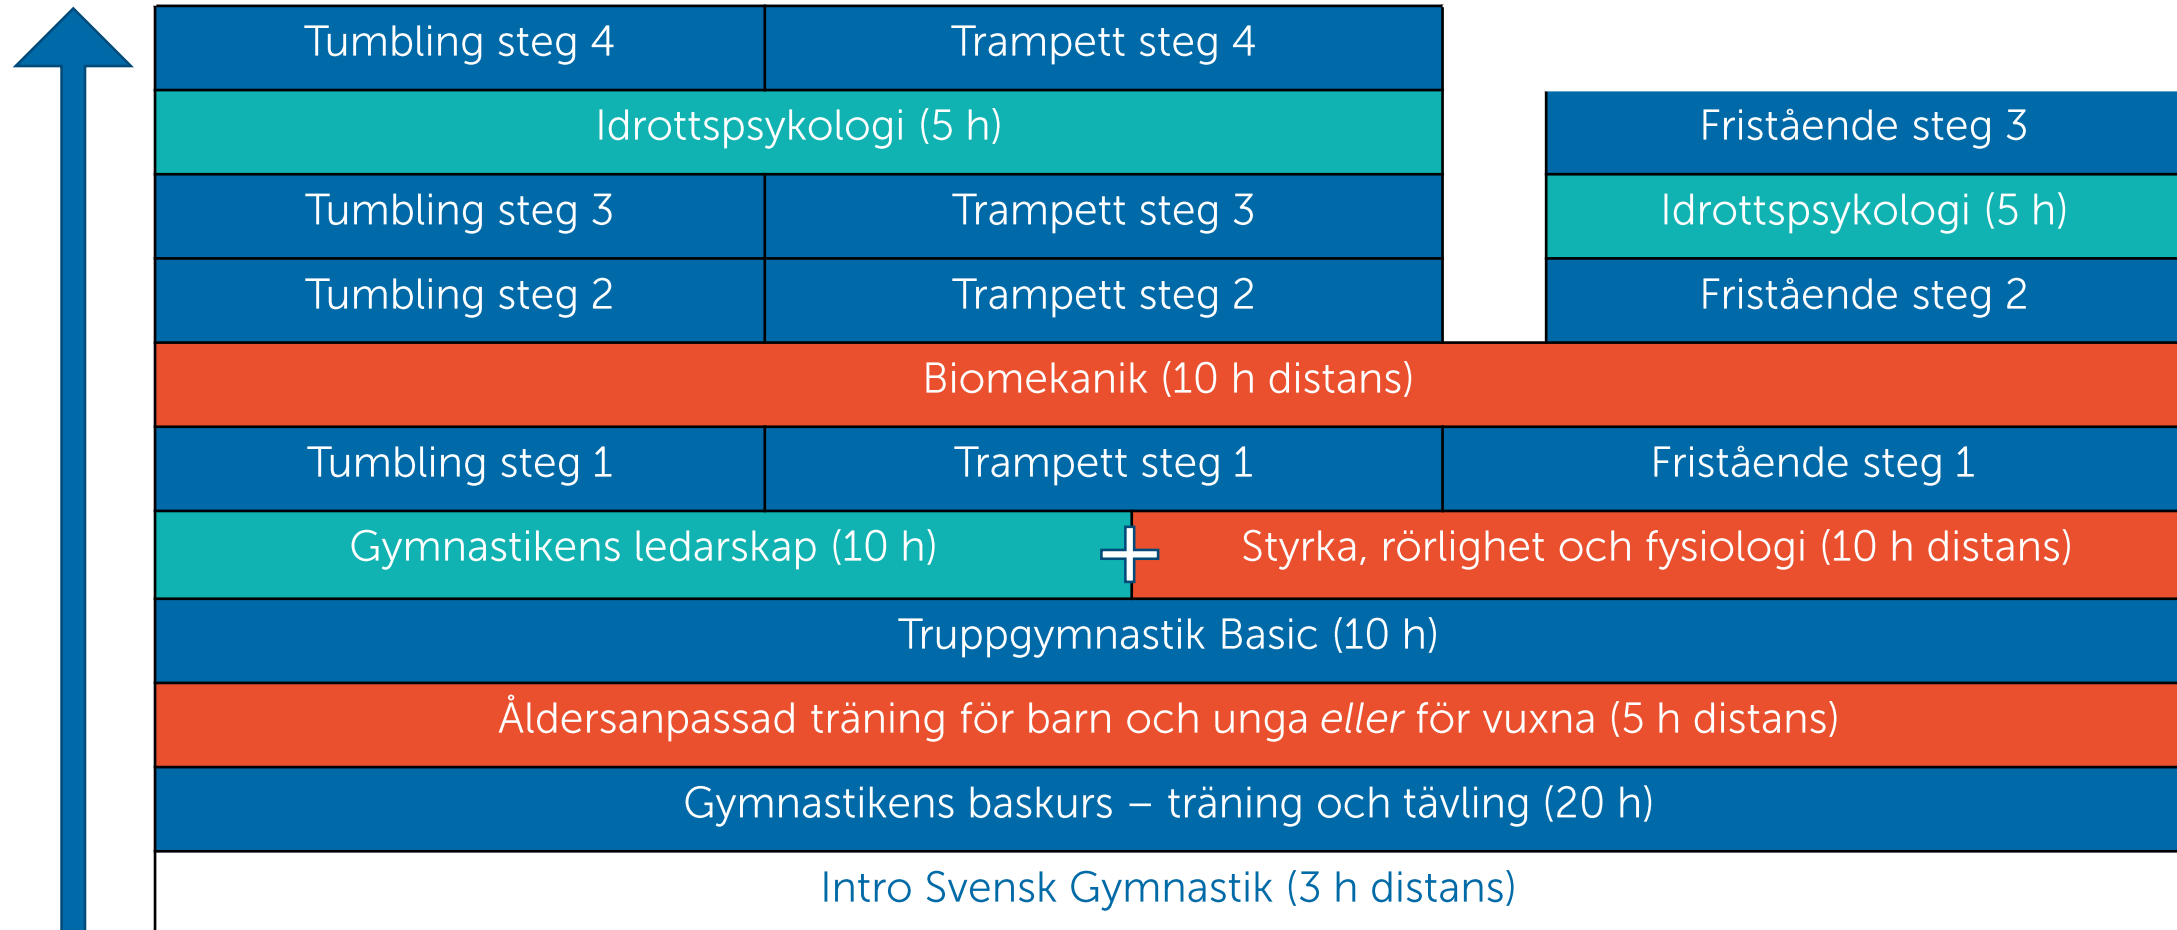 Tumbling steg 4 Trampett steg 4
Idrottspsykologi (5 h) Fristående steg 3
Tumbling steg 3 Trampett steg 3 Idrottspsykologi (5 h)
Tumbling steg 2 Trampett steg 2 Fristående steg 2
Biomekanik (10 h distans)
Tumbling steg 1 Trampett steg 1 Fristående steg 1
Gymnastikens ledarskap (10 h) + Styrka, rörlighet och fysiologi (10 h distans)
Truppgymnastik Basic (10 h)
Åldersanpassad träning för barn och unga eller för vuxna (5 h distans)
Gymnastikens baskurs – träning och tävling (20 h)
Intro Svensk Gymnastik (3 h distans)